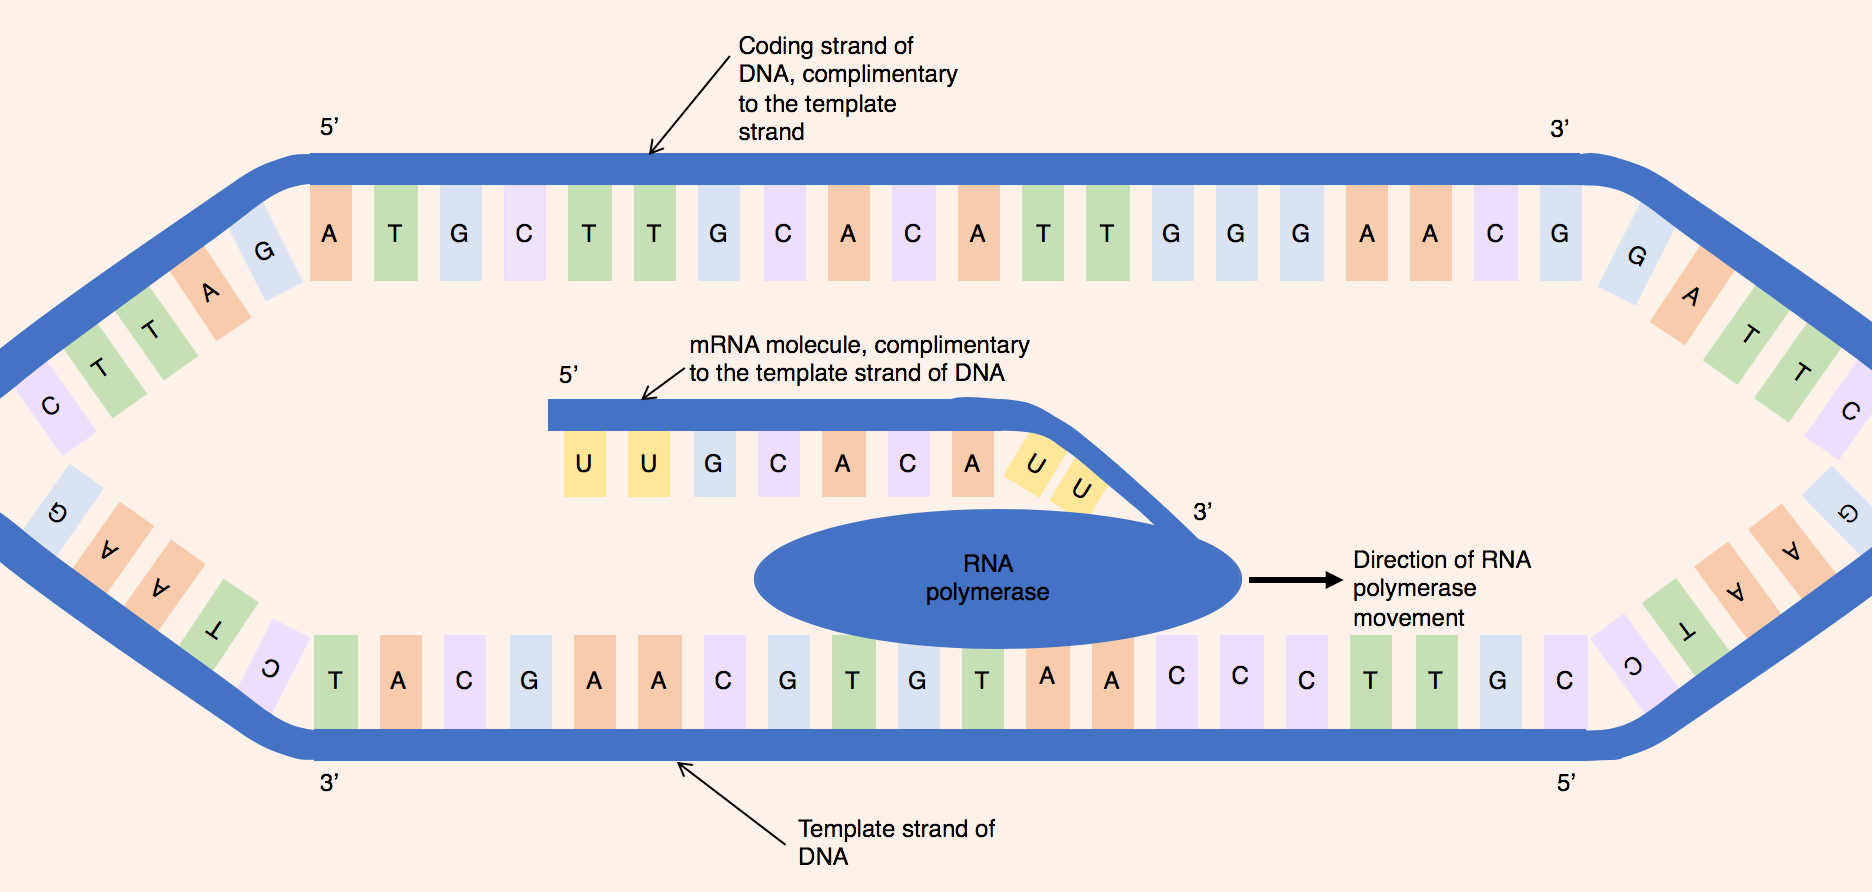 Coding strand of
DNA, complimentary
to the template
strand
5’ 3’
A T G C T T G C A C A T T G G G A A C G
C T T A G
G A T T C
mRNA molecule, complimentary
to the template strand of DNA
5’
U U G C A C A U U
3’
RNA
polymerase
Direction of RNA
polymerase
movement
G A A T C
T A C G A A C G T G T A A C C C T T G C
C T A A G
3’ 5’
Template strand of
DNA